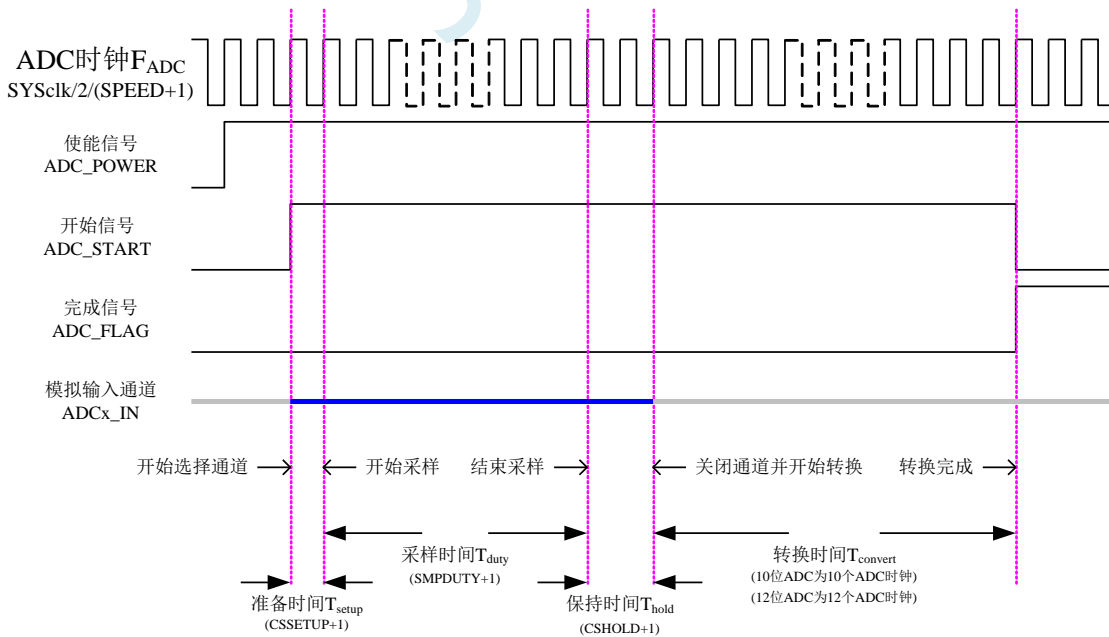 ADC时钟FADC
SYSclk/2/(SPEED+1)
使能信号
ADC_POWER
开始信号
ADC_START
完成信号
ADC_FLAG
模拟输入通道
ADCx_IN
开始选择通道 开始采样 结束采样 关闭通道并开始转换 转换完成
采样时间Tduty
(SMPDUTY+1)
转换时间Tconvert
(10位ADC为10个ADC时钟)
(12位ADC为12个ADC时钟)
准备时间Tsetup
(CSSETUP+1)
保持时间Thold
(CSHOLD+1)